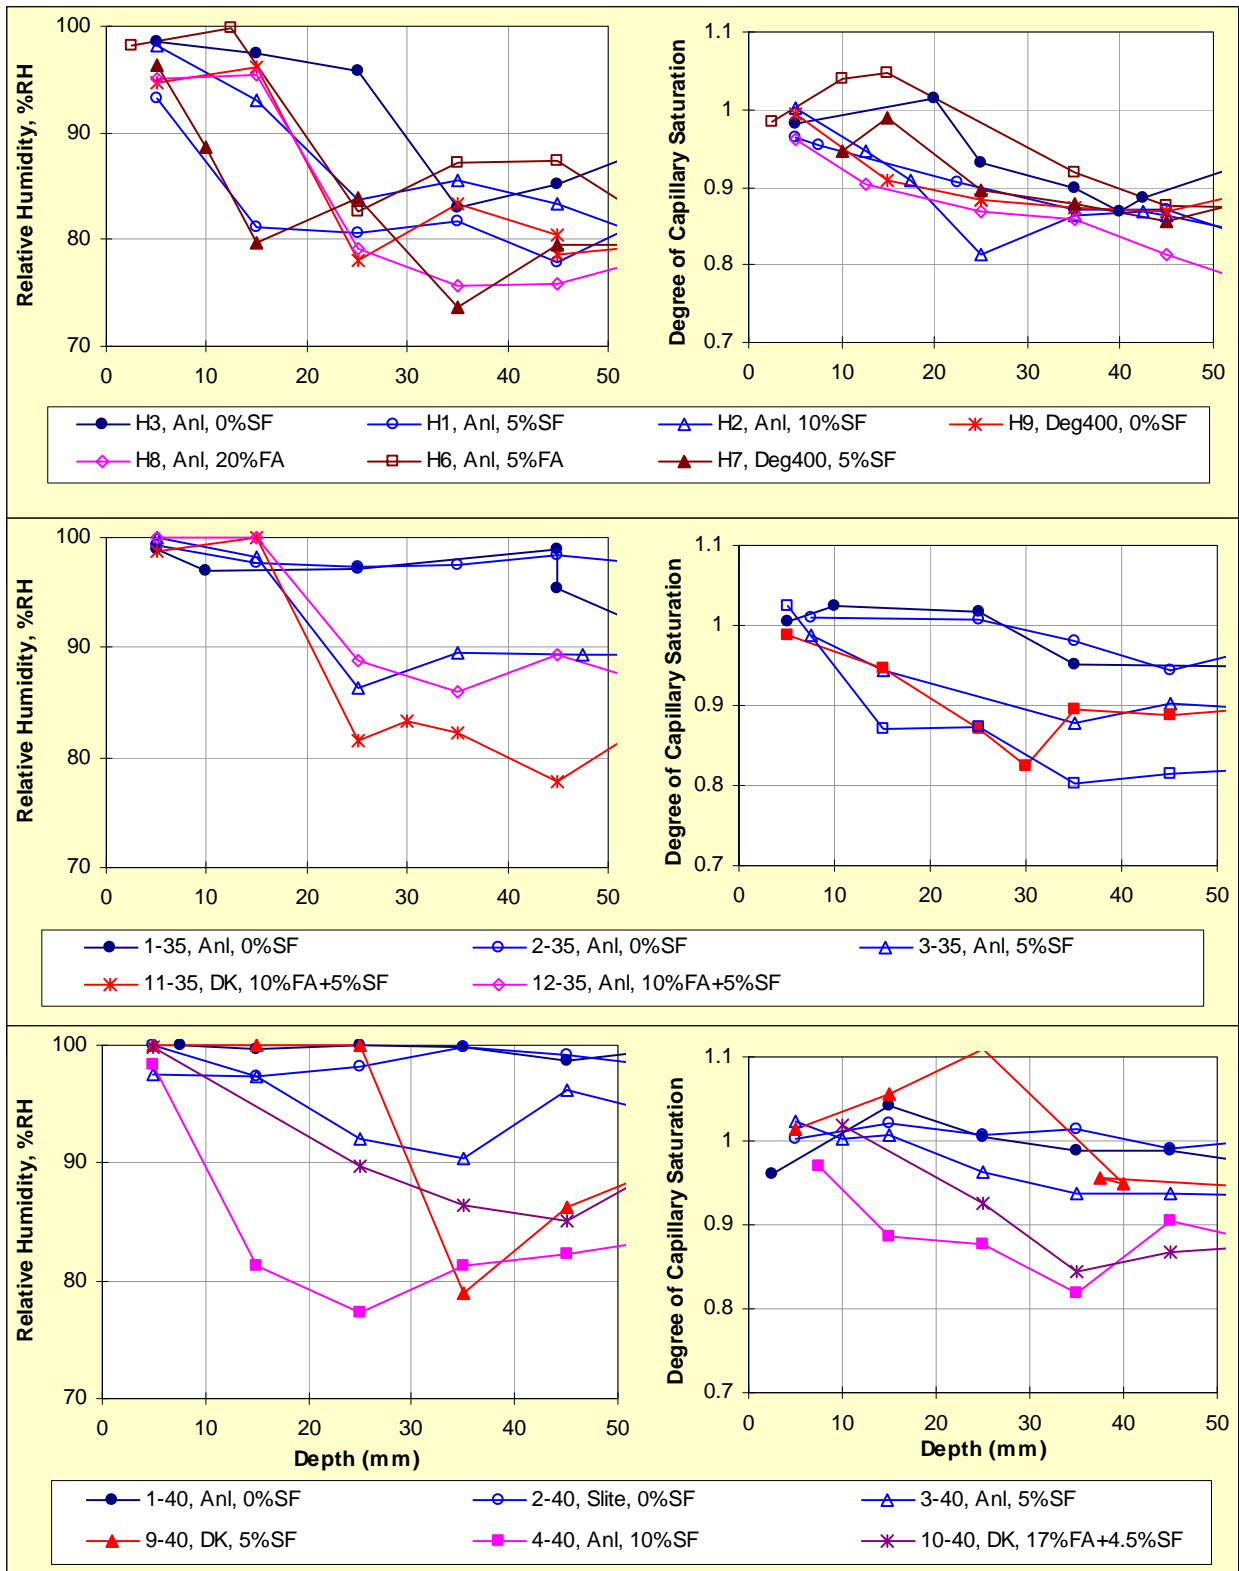 Relative Humidity, %RH
100
90
80
70
0 10 20 30 40 50
Degree of Capillary Saturation
1.1
1
0.9
0.8
0.7
0 10 20 30 40 50
H3, Anl, 0%SF
H1, Anl, 5%SF
H2, Anl, 10%SF
H9, Deg400, 0%SF
H8, Anl, 20%FA
H6, Anl, 5%FA
H7, Deg400, 5%SF
Relative Humidity, %RH
100
90
80
70
0 10 20 30 40 50
Degree of Capillary Saturation
1.1
1
0.9
0.8
0.7
0 10 20 30 40 50
1-35, Anl, 0%SF
2-35, Anl, 0%SF
3-35, Anl, 5%SF
11-35, DK, 10%FA+5%SF
12-35, Anl, 10%FA+5%SF
Relative Humidity, %RH
100
90
80
70
0 10 20 30 40 50
Depth (mm)
Degree of Capillary Saturation
1.1
1
0.9
0.8
0.7
0 10 20 30 40 50
Depth (mm)
1-40, Anl, 0%SF
2-40, Slite, 0%SF
3-40, Anl, 5%SF
9-40, DK, 5%SF
4-40, Anl, 10%SF
10-40, DK, 17%FA+4.5%SF